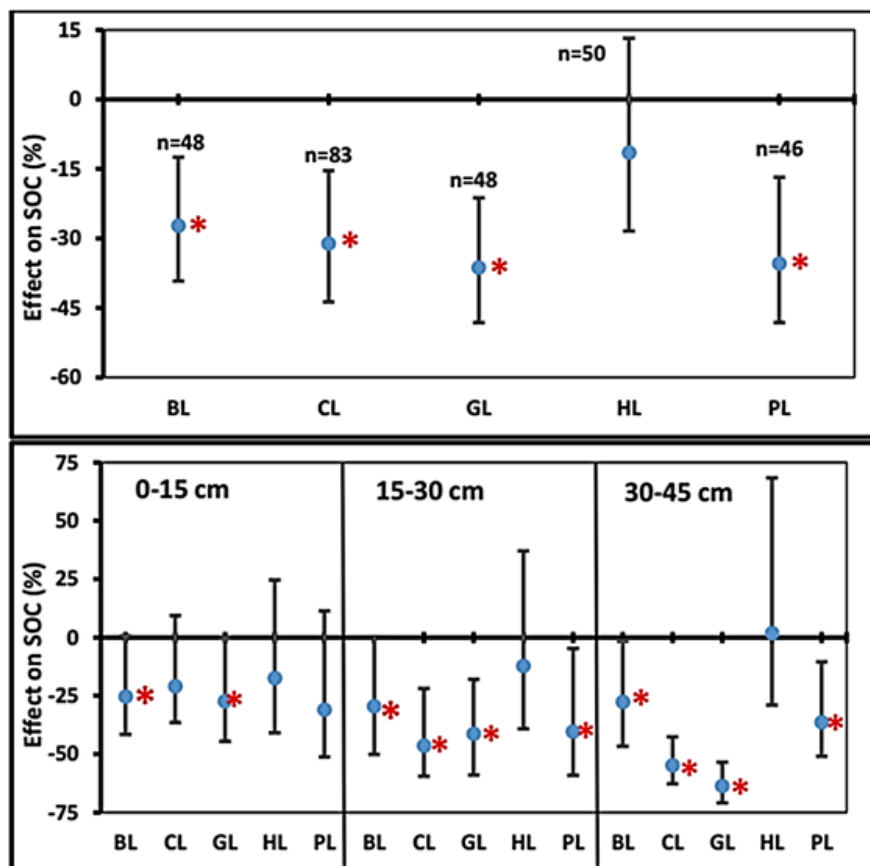 Effect on SOC (%)
15
0
-15
-30
-45
-60
n=48
n=83
n=48
n=50
n=46
* * * *
BL CL GL HL PL
Effect on SOC (%)
75
50
25
0
-25
-50
-75
0-15 cm 15-30 cm 30-45 cm
* * * * * * * * * *
BL CL GL HL PL BL CL GL HL PL BL CL GL HL PL